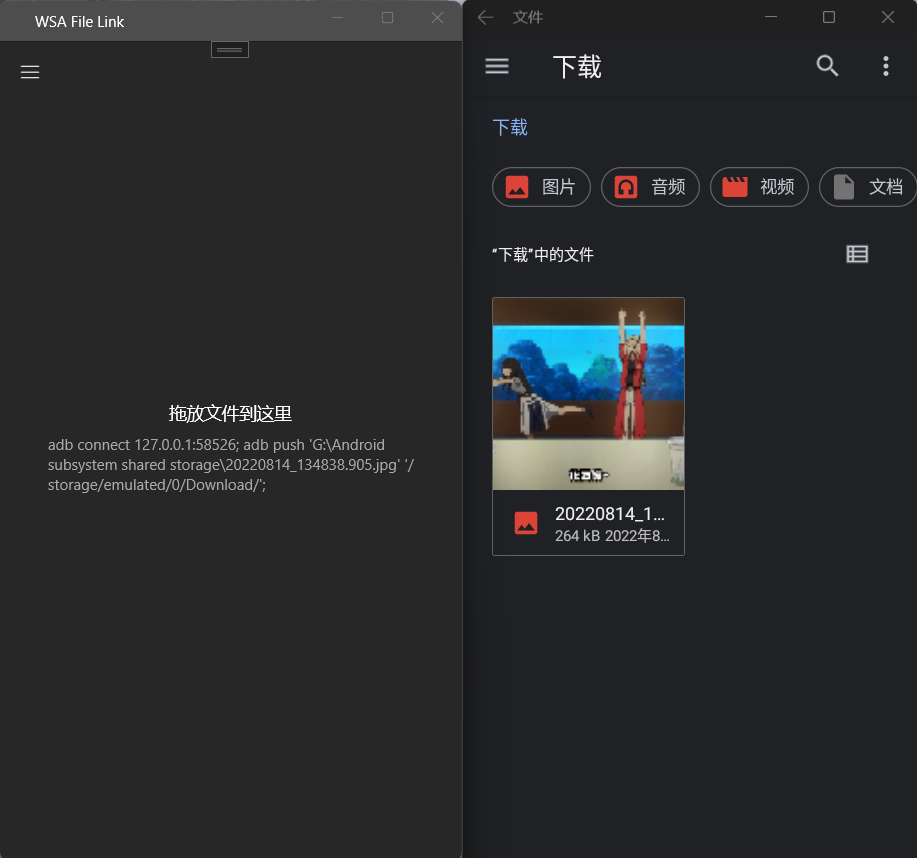 WSA File Link
拖放文件到这里
adb connect 127.0.0.1:58526; adb push 'G:\Android
subsystem shared storage\20220814_134838.905.jpg' '/
storage/emulated/0/Download/';
文件
下载
下载
图片
音频
视频
文档
“下载”中的文件
20220814_1...
264 kB 2022年8...